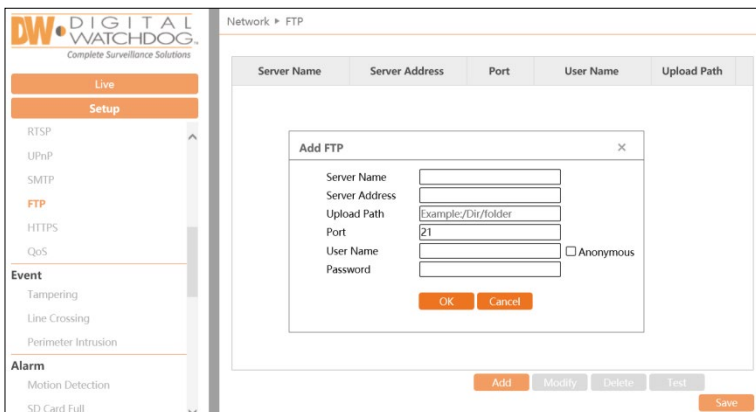 DW DIGITAL
WATCHDOG
Complete Surveillance Solutions
Live
Setup
RTSP
UPnP
SMTP
FTP
HTTPS
QoS
Event
Tampering
Line Crossing
Perimeter Intrusion
Alarm
Motion Detection
SD Card Full
Network ▸ FTP
Server Name Server Address Port User Name Upload Path
Add FTP ×
Server Name
Server Address
Upload Path Example:/Dir/folder
Port 21
User Name Anonymous
Password
OK Cancel
Add Modify Delete Test
Save